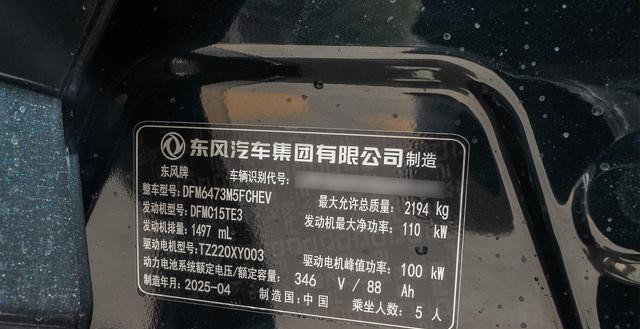 东风汽车集团有限公司制造
东风牌 车辆识别代号:
整车型号:DFM6473M5FCHEV 最大允许总质量: 2194 kg
发动机型号:DFMC15TE3 发动机最大净功率: 110 kW
发动机排量: 1497 mL
驱动电机型号:TZ220XY003 驱动电机峰值功率: 100 kW
动力电池系统额定电压/额定容量: 346 V / 88 Ah
制造年月: 2025-04 制造国: 中国 乘坐人数: 5 人